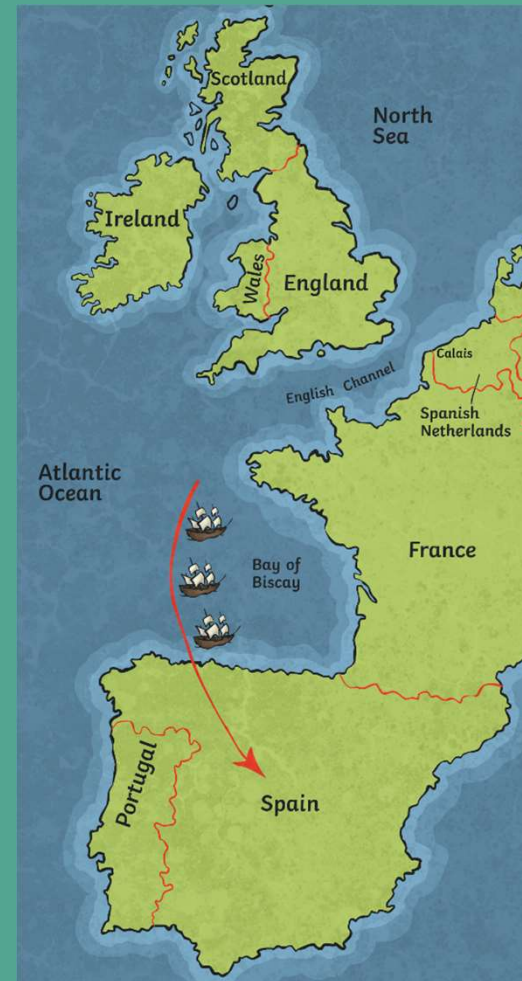 Scotland
North
Sea
Ireland
Wales
England
Calais
English Channel
Spanish
Netherlands
Atlantic
Ocean
France
Bay of
Biscay
Portugal
Spain